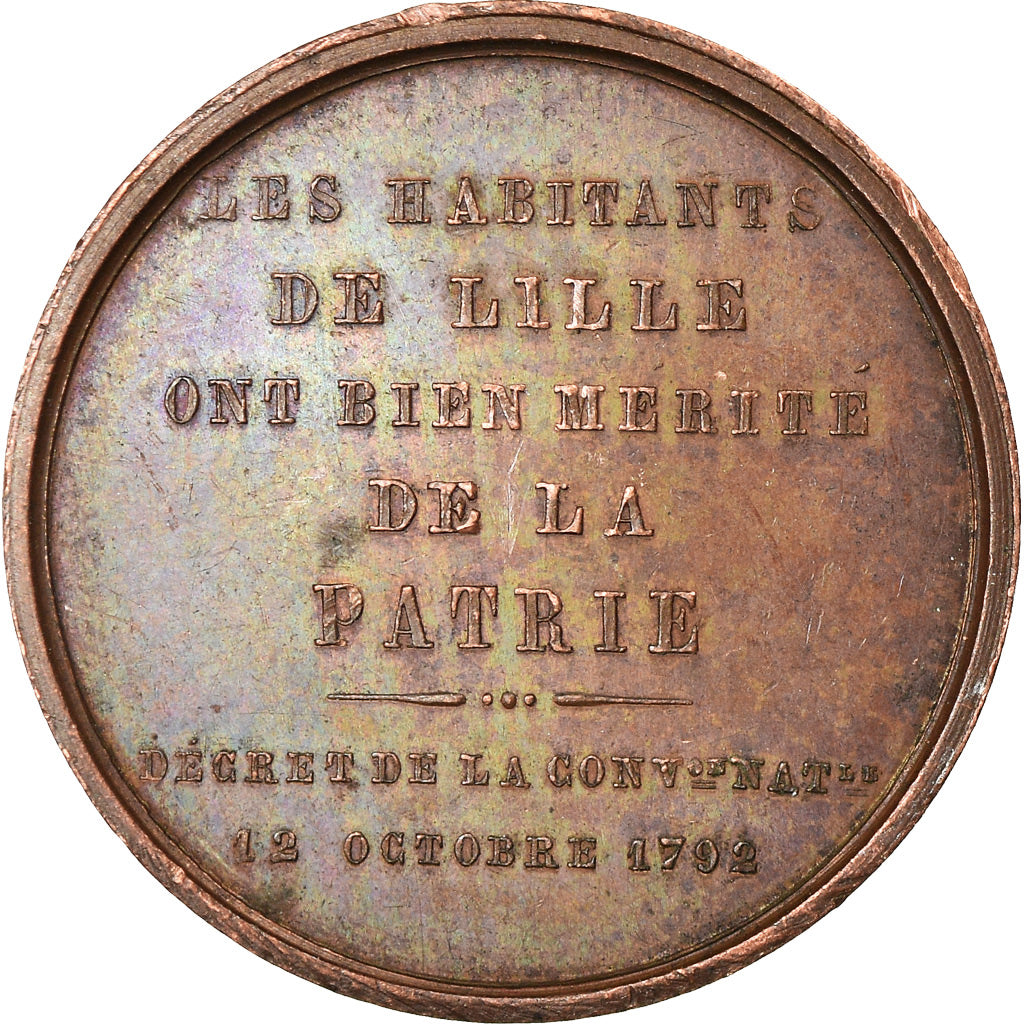 LES HABITANTS
DE LILLE
ONT BIEN MERITÉ
DE LA
PATRIE
DÉCRET DE LA CONVON NATLE
12 OCTOBRE 1792